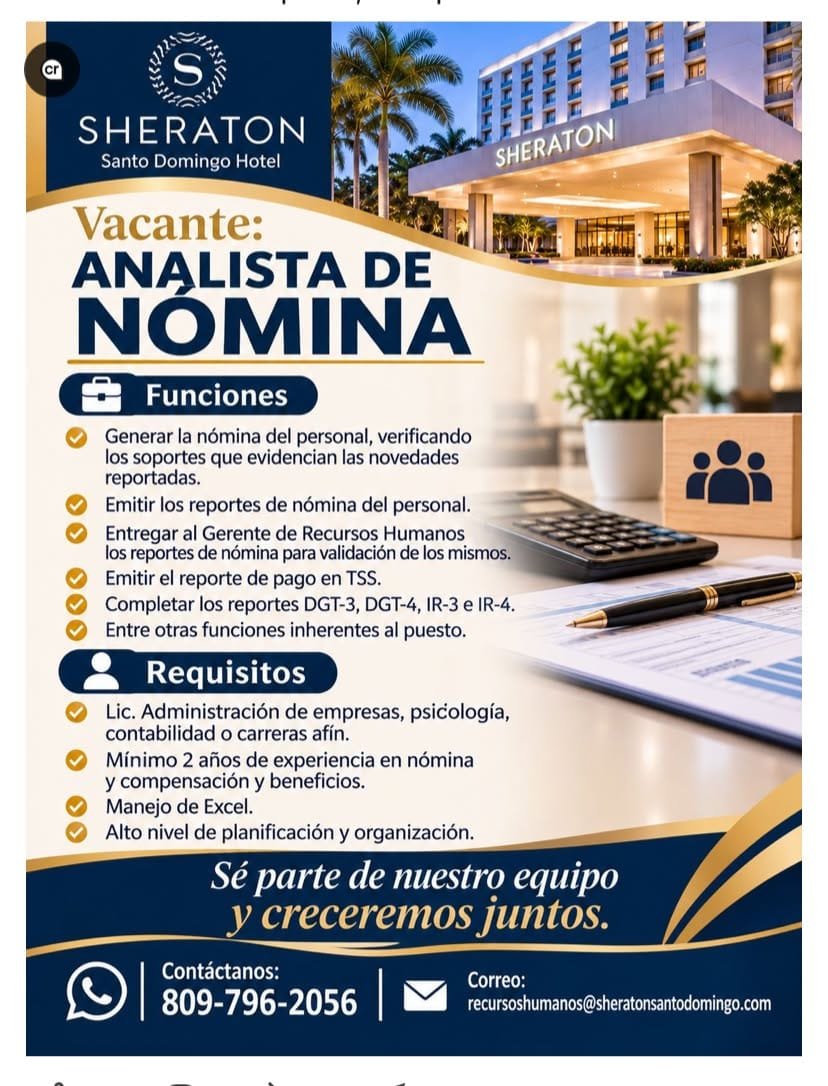 cr
S
SHERATON
Santo Domingo Hotel
SHERATON
Vacante:
ANALISTA DE
NÓMINA
Funciones
Generar la nómina del personal, verificando
los soportes que evidencian las novedades
reportadas.
Emitir los reportes de nómina del personal.
Entregar al Gerente de Recursos Humanos
los reportes de nómina para validación de los mismos.
Emitir el reporte de pago en TSS.
Completar los reportes DGT-3, DGT-4, IR-3 e IR-4.
Entre otras funciones inherentes al puesto.
Requisitos
Lic. Administración de empresas, psicología,
contabilidad o carreras afín.
Mínimo 2 años de experiencia en nómina
y compensación y beneficios.
Manejo de Excel.
Alto nivel de planificación y organización.
Sé parte de nuestro equipo
y creceremos juntos.
Contáctanos:
809-796-2056
Correo:
recursoshumanos@sheratonsantodomingo.com